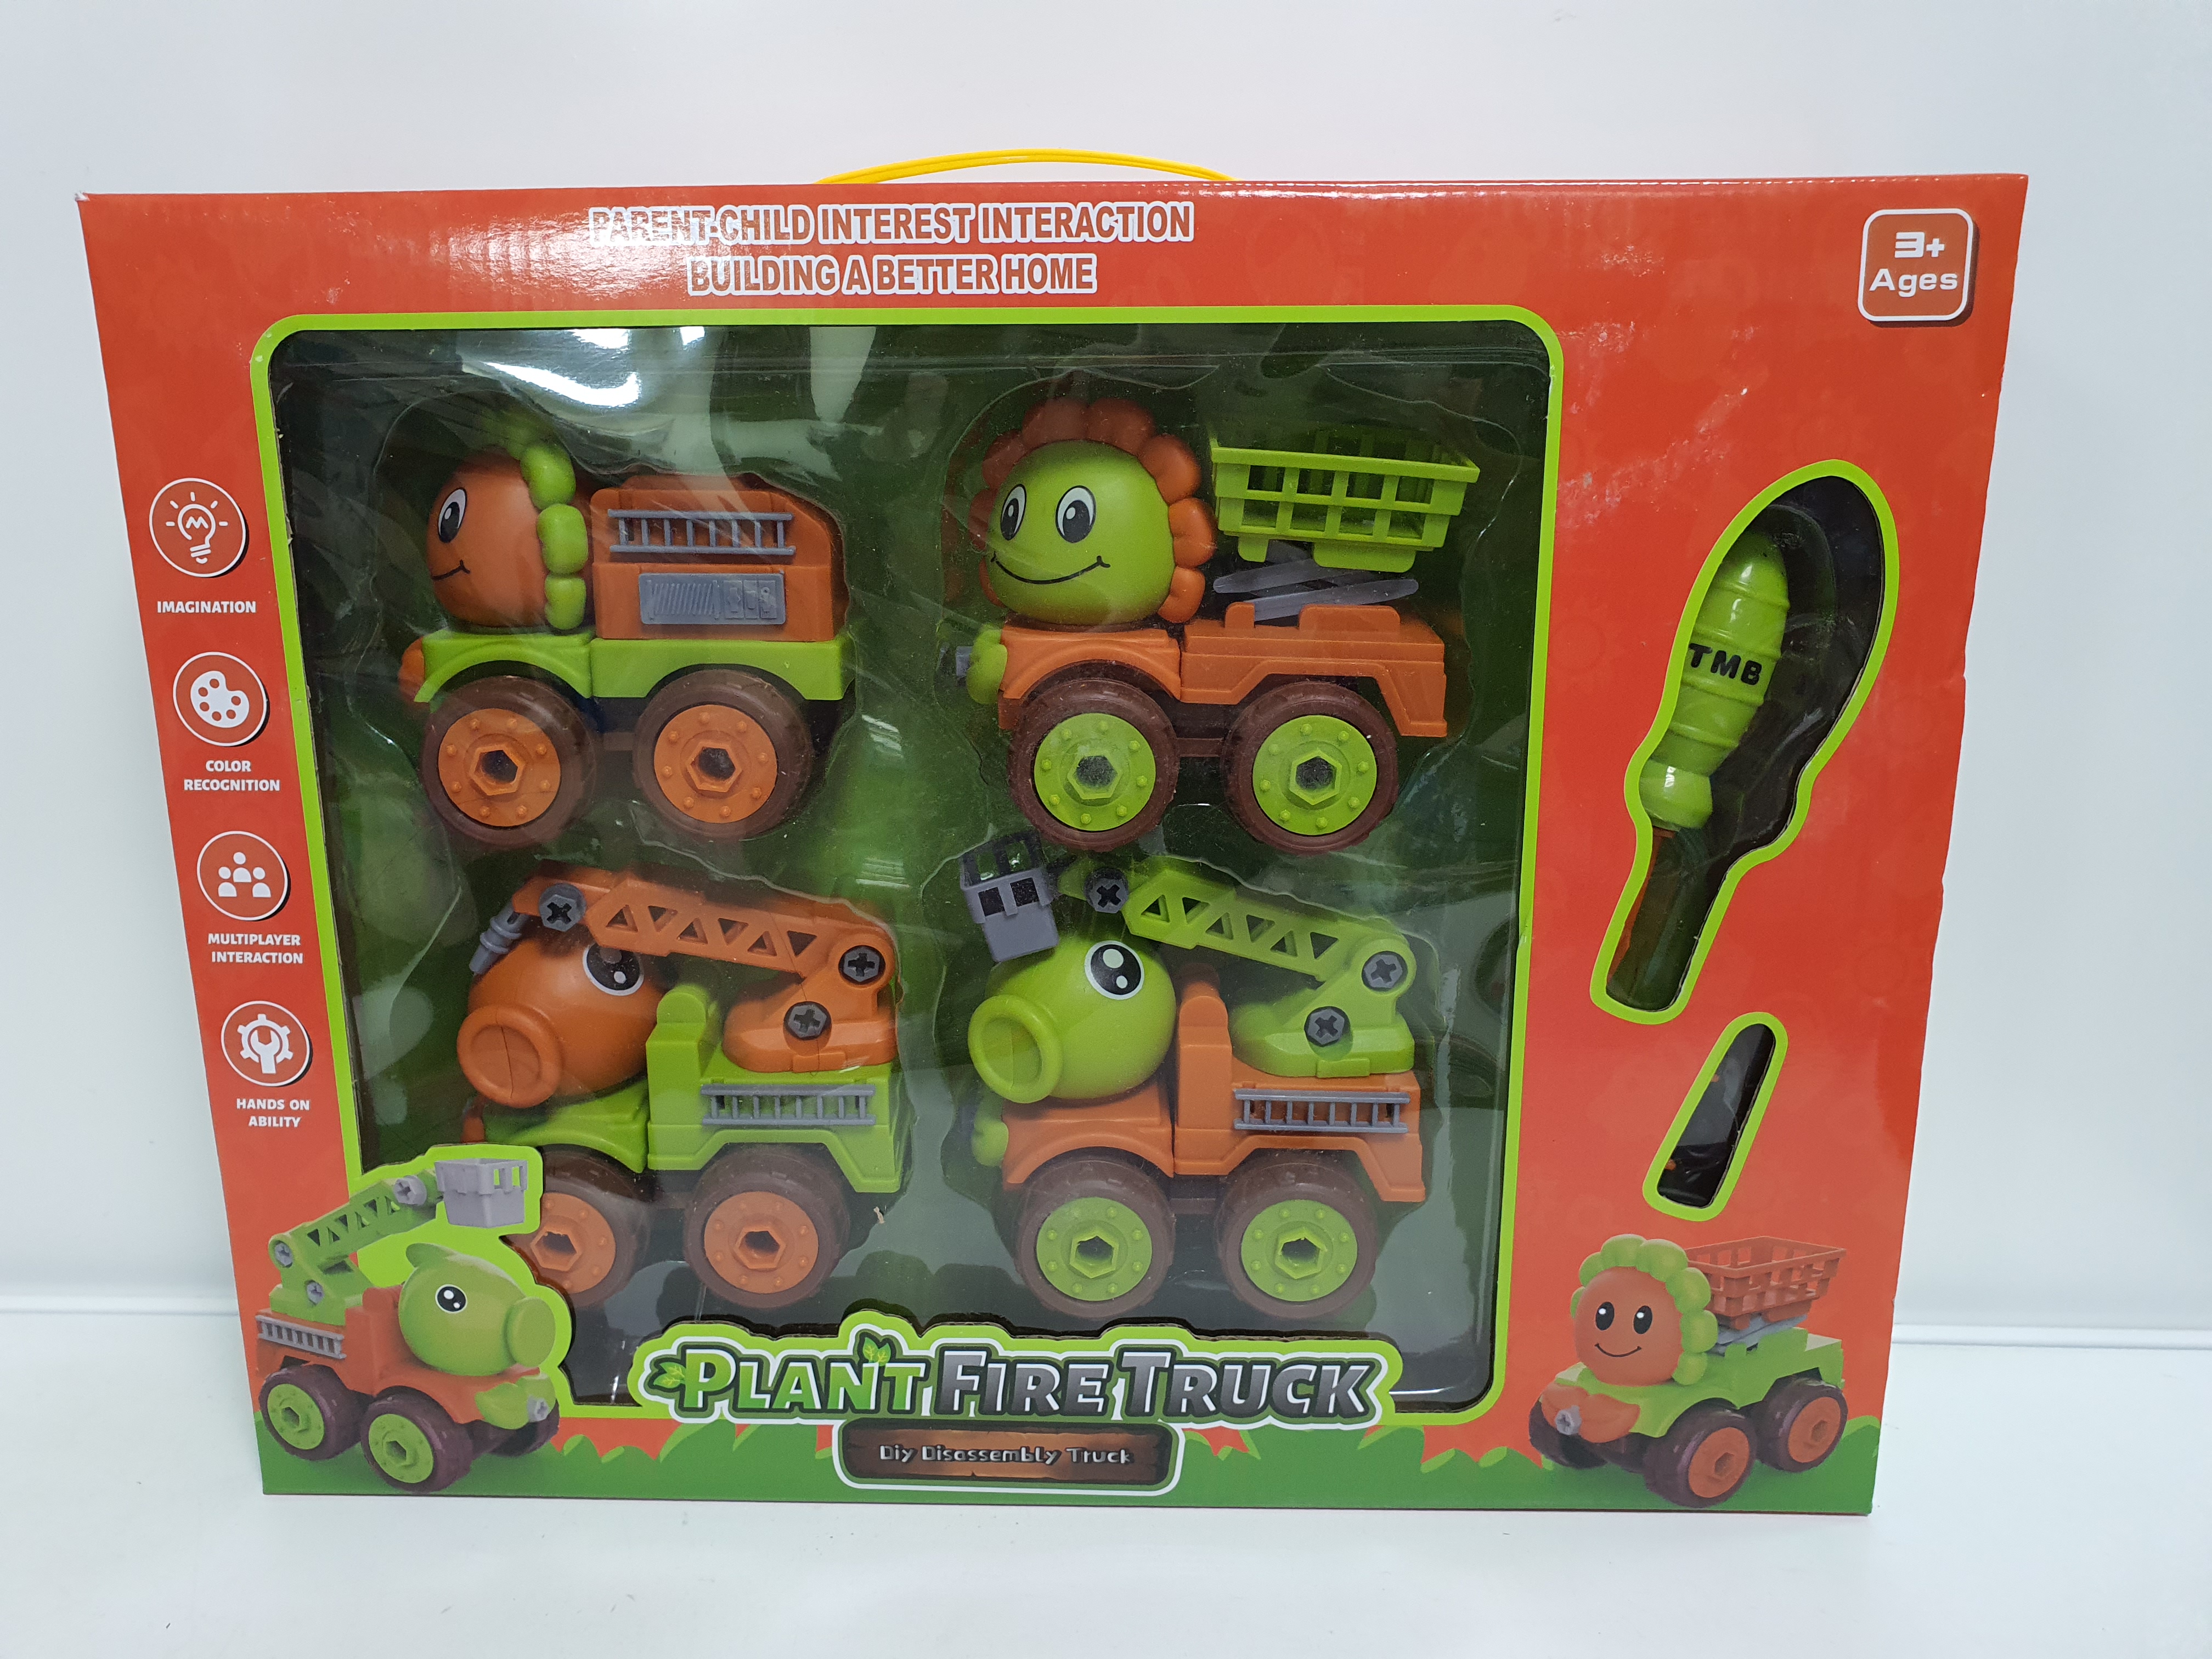 PARENT-CHILD INTEREST INTERACTION
BUILDING A BETTER HOME
3+
Ages
IMAGINATION
COLOR
RECOGNITION
MULTIPLAYER
INTERACTION
HANDS ON
ABILITY
TMB
PLANT FIRE TRUCK
Diy Disassembly Truck